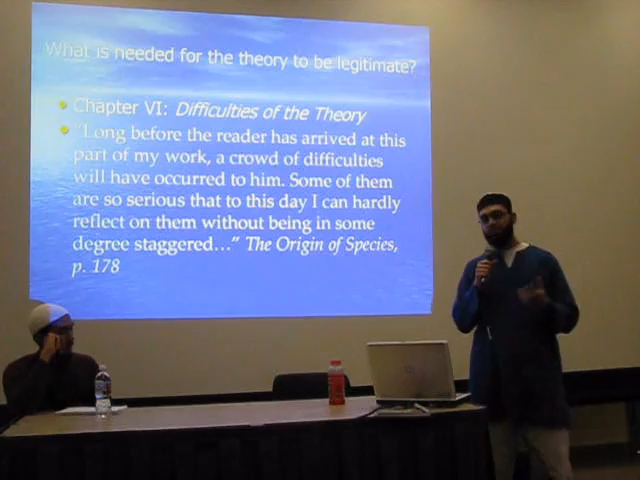 What is needed for the theory to be legitimate?
Chapter VI: Difficulties of the Theory
"Long before the reader has arrived at this
part of my work, a crowd of difficulties
will have occurred to him. Some of them
are so serious that to this day I can hardly
reflect on them without being in some
degree staggered…" The Origin of Species,
p. 178